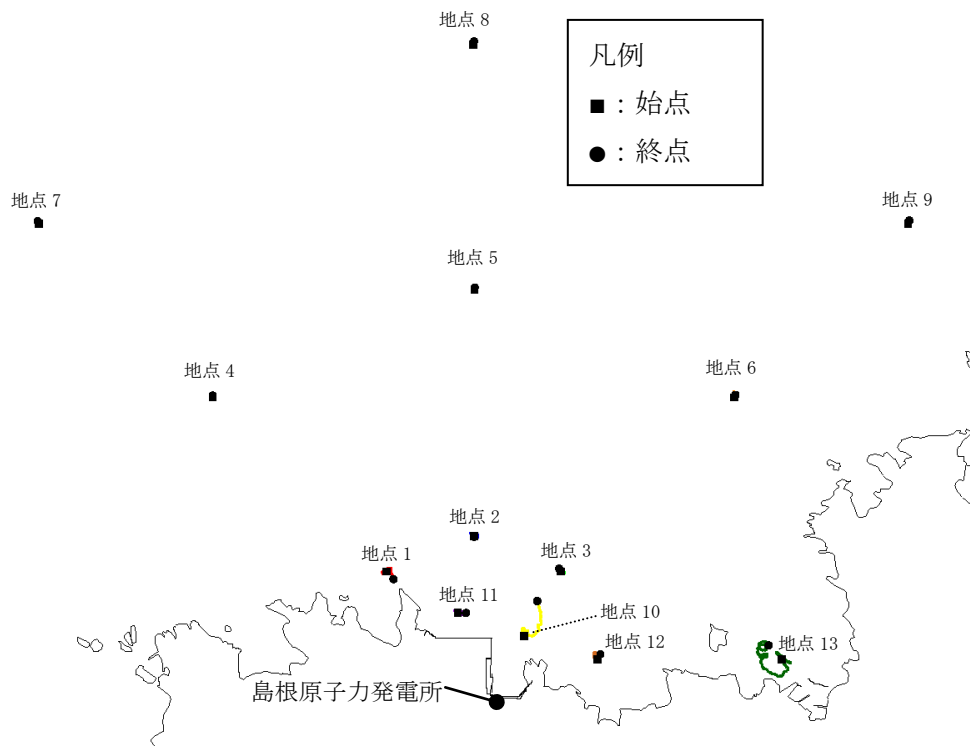 地点 8
凡例
■：始点
●：終点
地点 7
地点 9
地点 5
地点 4
地点 6
地点 2
地点 1
地点 3
地点 11
地点 10
地点 12
地点 13
島根原子力発電所